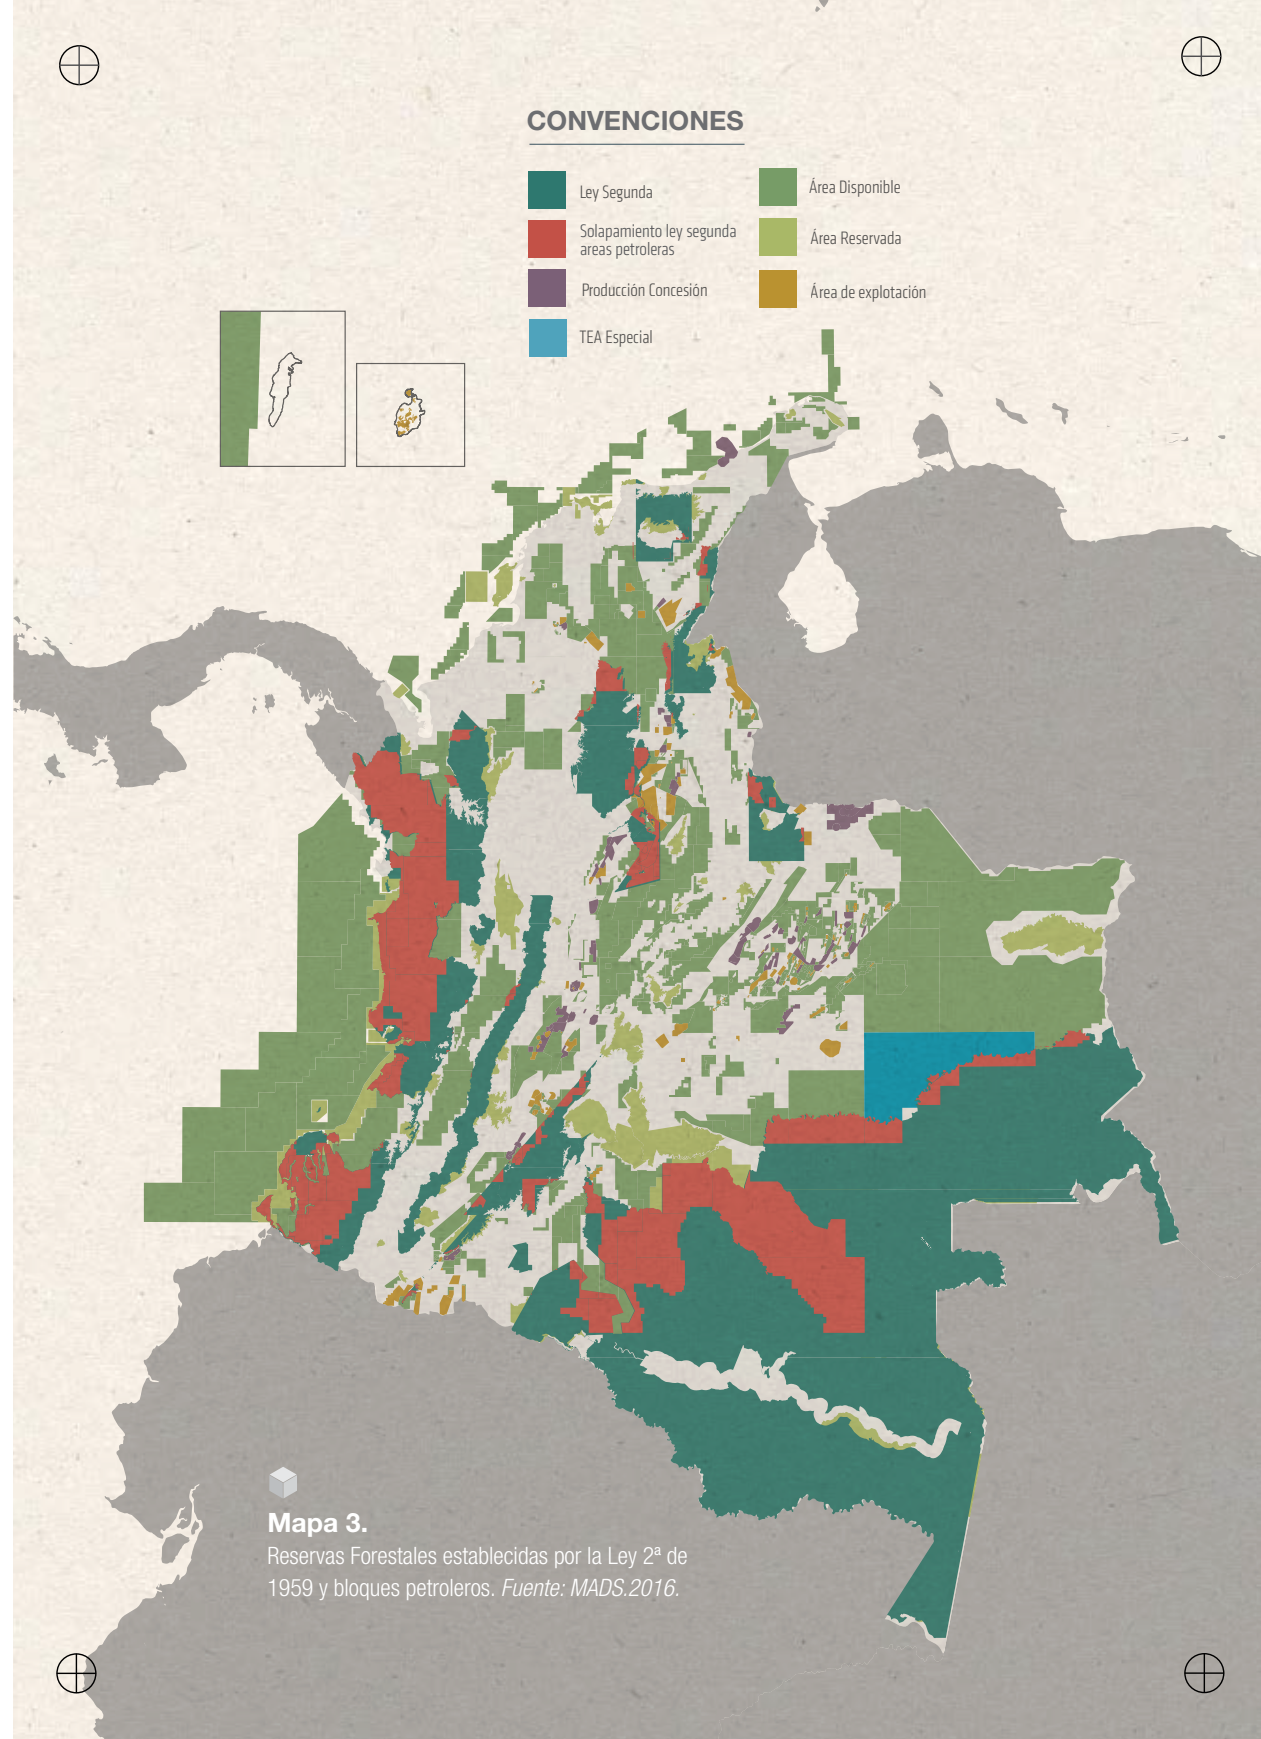 CONVENCIONES
Ley Segunda
Solapamiento ley segunda
areas petroleras
Producción Concesión
TEA Especial
Área Disponible
Área Reservada
Área de explotación
Mapa 3.
Reservas Forestales establecidas por la Ley 2ª de
1959 y bloques petroleros. Fuente: MADS.2016.